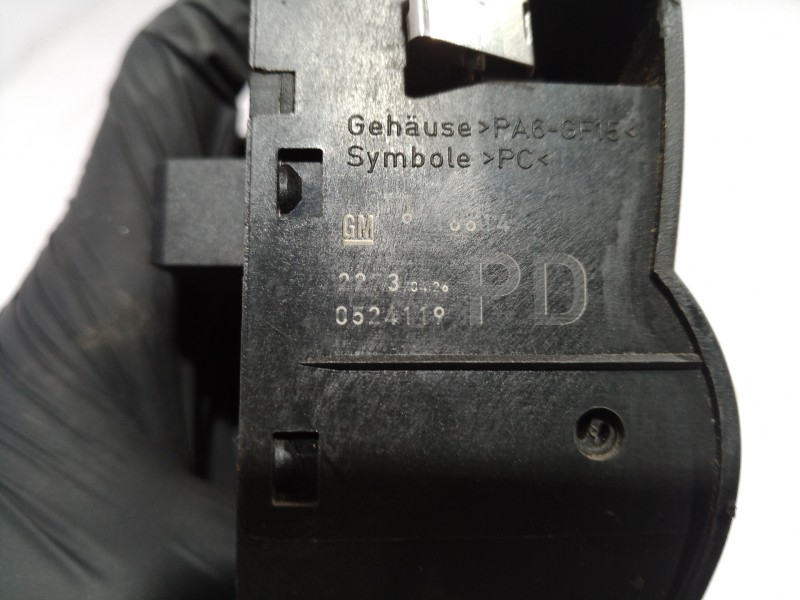 Gehäuse >PA6-GF15<
Symbole >PC<
GM
PD
0524119